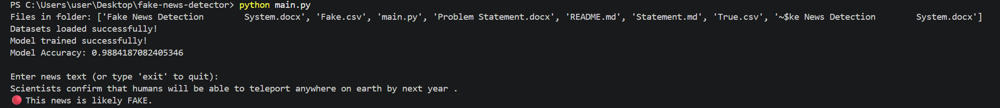 PS C:\Users\user\Desktop\fake-news-detector> python main.py
Files in folder: ['Fake News Detection        System.docx', 'Fake.csv', 'main.py', 'Problem Statement.docx', 'README.md', 'Statement.md', 'True.csv', '~$ke News Detection        System.docx']
Datasets loaded successfully!
Model trained successfully!
Model Accuracy: 0.9884187082405346
Enter news text (or type 'exit' to quit):
Scientists confirm that humans will be able to teleport anywhere on earth by next year .
🔴 This news is likely FAKE.